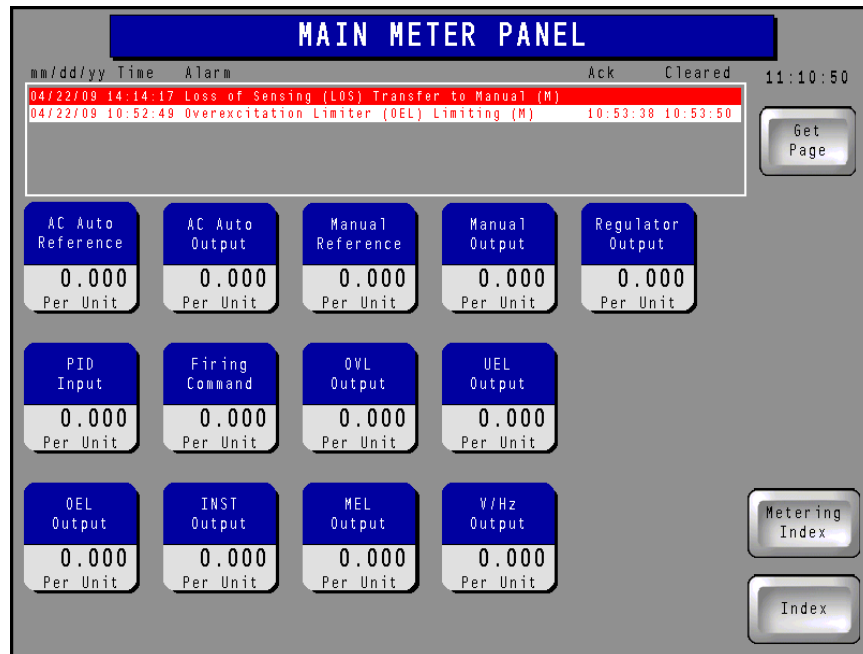 MAIN METER PANEL
mm/dd/yy Time Alarm Ack Cleared
11:10:50
04/22/09 14:14:17 Loss of Sensing (LOS) Transfer to Manual (M)
04/22/09 10:52:49 Overexcitation Limiter (OEL) Limiting (M) 10:53:38 10:53:50
Get
Page
AC Auto
Reference
0.000
Per Unit
AC Auto
Output
0.000
Per Unit
Manual
Reference
0.000
Per Unit
Manual
Output
0.000
Per Unit
Regulator
Output
0.000
Per Unit
PID
Input
0.000
Per Unit
Firing
Command
0.000
Per Unit
OVL
Output
0.000
Per Unit
UEL
Output
0.000
Per Unit
OEL
Output
0.000
Per Unit
INST
Output
0.000
Per Unit
MEL
Output
0.000
Per Unit
V/Hz
Output
0.000
Per Unit
Metering
Index
Index